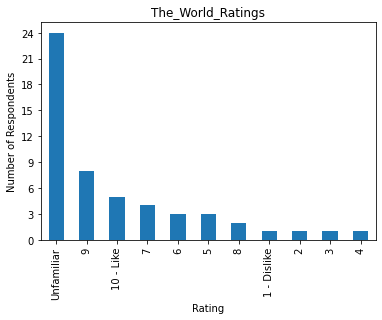 The_World_Ratings
Number of Respondents
24
21
18
15
12
9
6
3
0
Unfamiliar
9
10 - Like
7
6
5
8
1 - Dislike
2
3
4
Rating